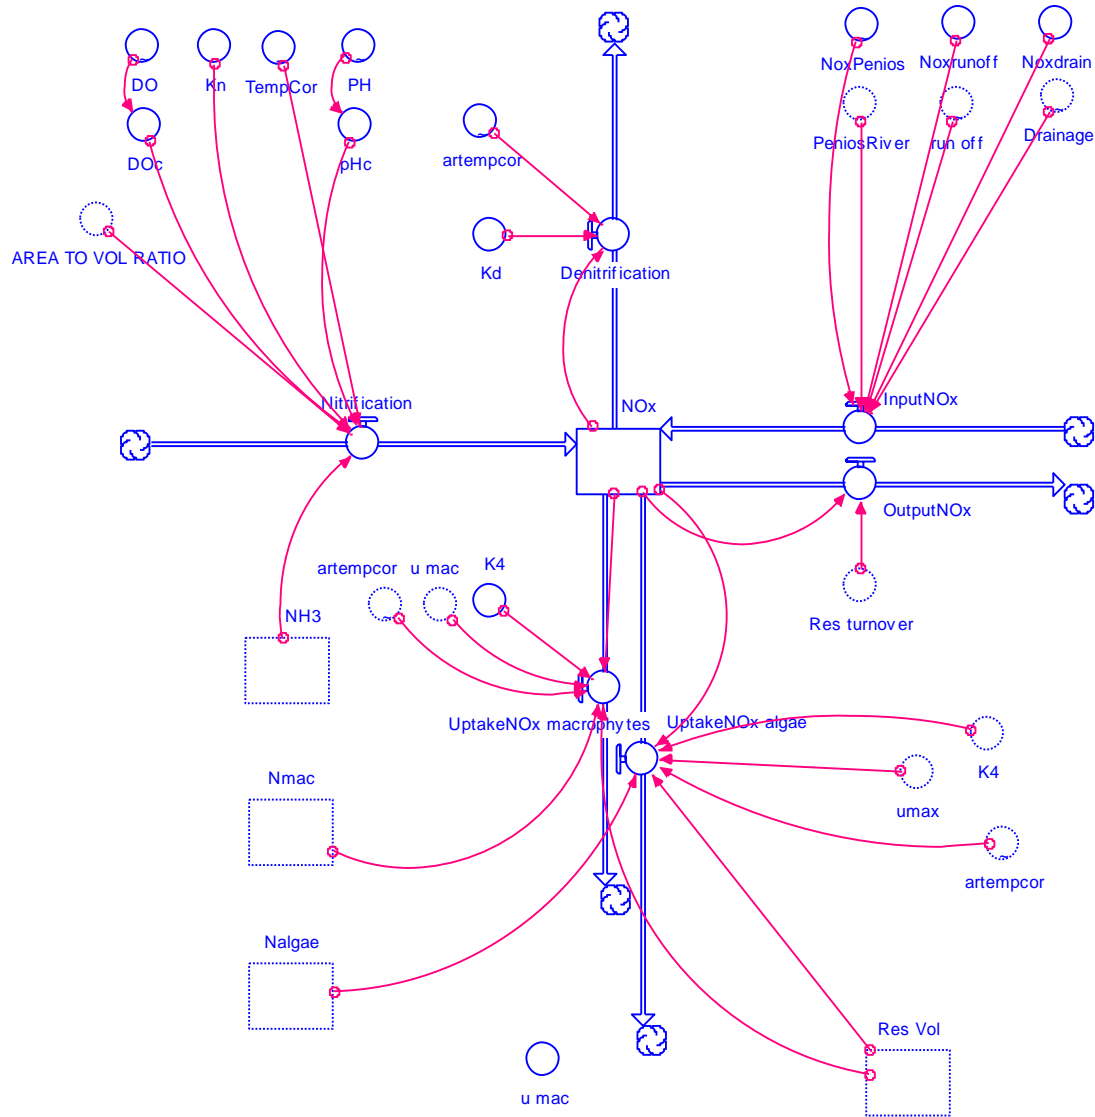 NoxPenios
Noxrunoff
Noxdrain
DO
Kn
TempCor
PH
PeniosRiver
run off
Drainage
DOc
pHc
artempcor
AREA TO VOL RATIO
Kd
Denitrification
Nitrification
NOx
InputNOx
OutputNOx
artempcor
u mac
K4
NH3
Res turnover
UptakeNOx macrophytes
UptakeNOx algae
Nmac
K4
umax
artempcor
Nalgae
Res Vol
u mac